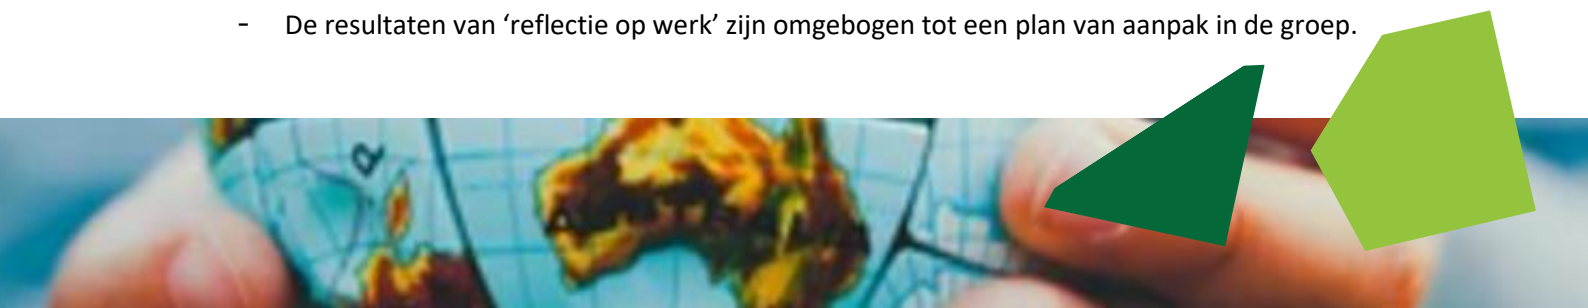 - De resultaten van ‘reflectie op werk’ zijn omgebogen tot een plan van aanpak in de groep.